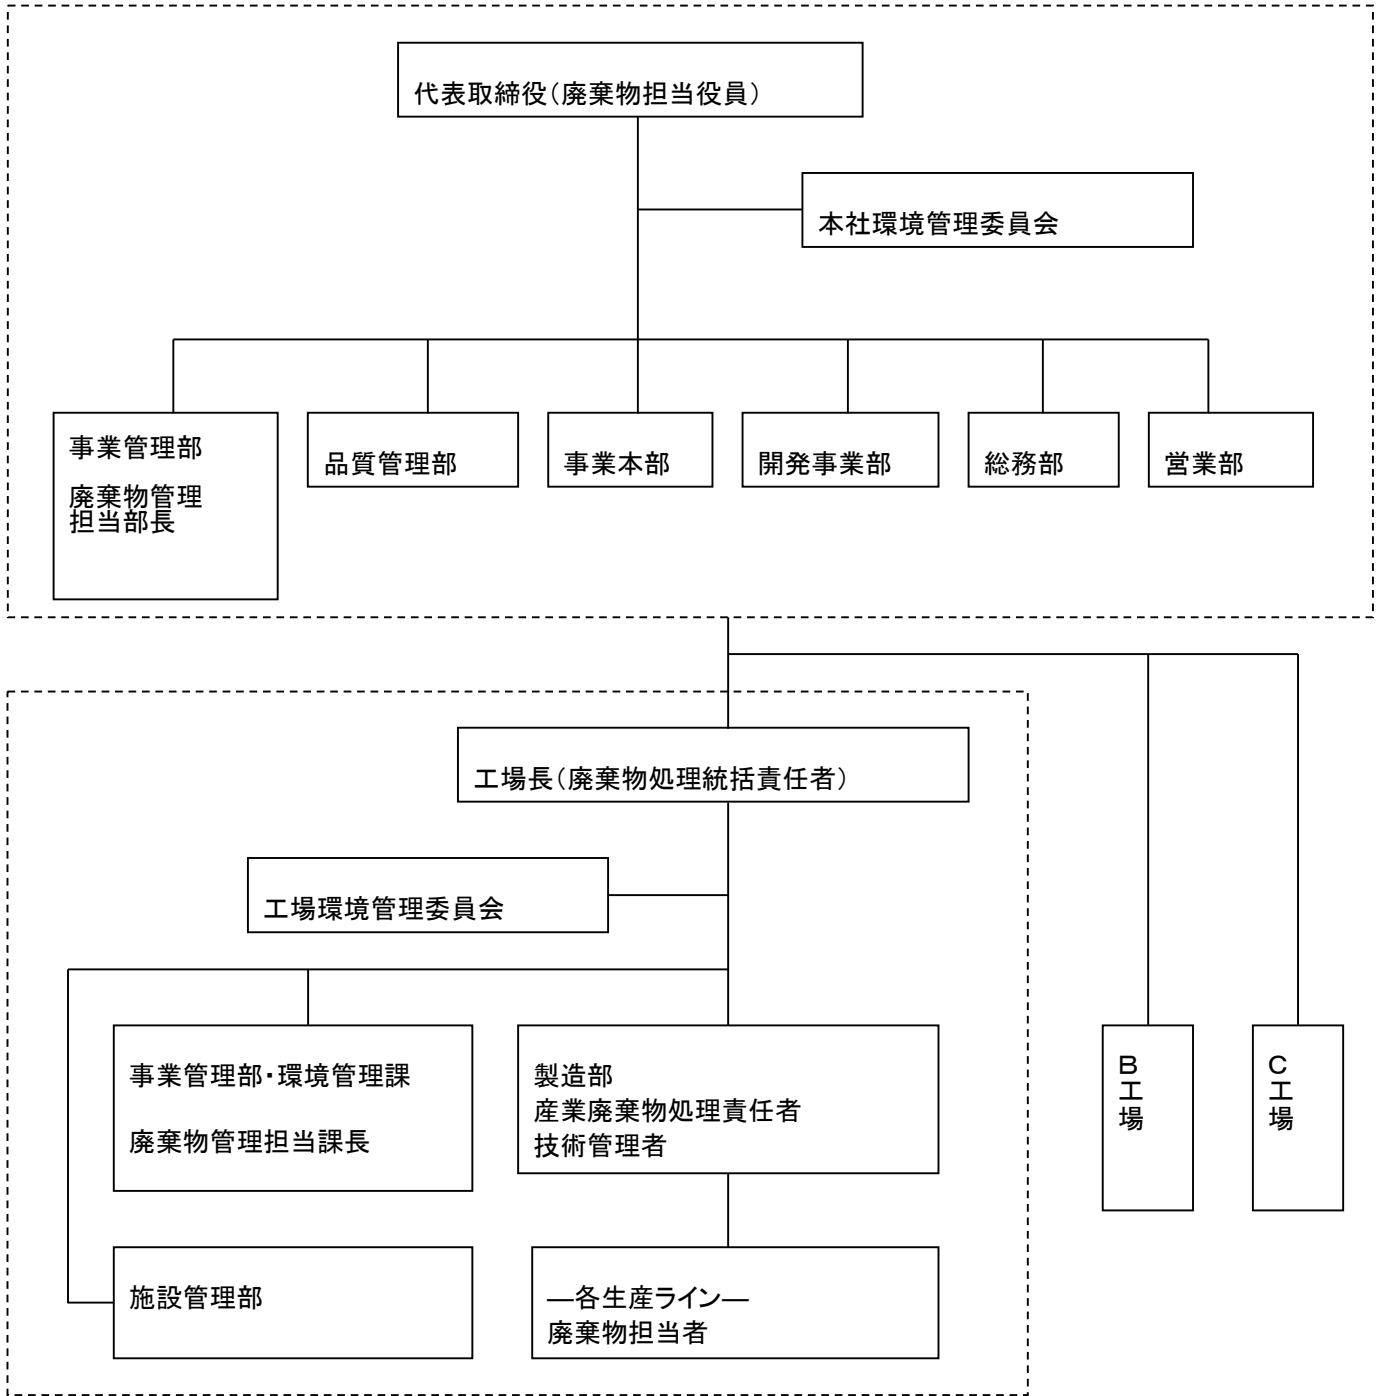 代表取締役（廃棄物担当役員）
本社環境管理委員会
事業管理部
廃棄物管理
担当部長
品質管理部
事業本部
開発事業部
総務部
営業部
工場長（廃棄物処理統括責任者）
工場環境管理委員会
事業管理部・環境管理課
廃棄物管理担当課長
製造部
産業廃棄物処理責任者
技術管理者
施設管理部
―各生産ライン―
廃棄物担当者
Ｂ工場
Ｃ工場